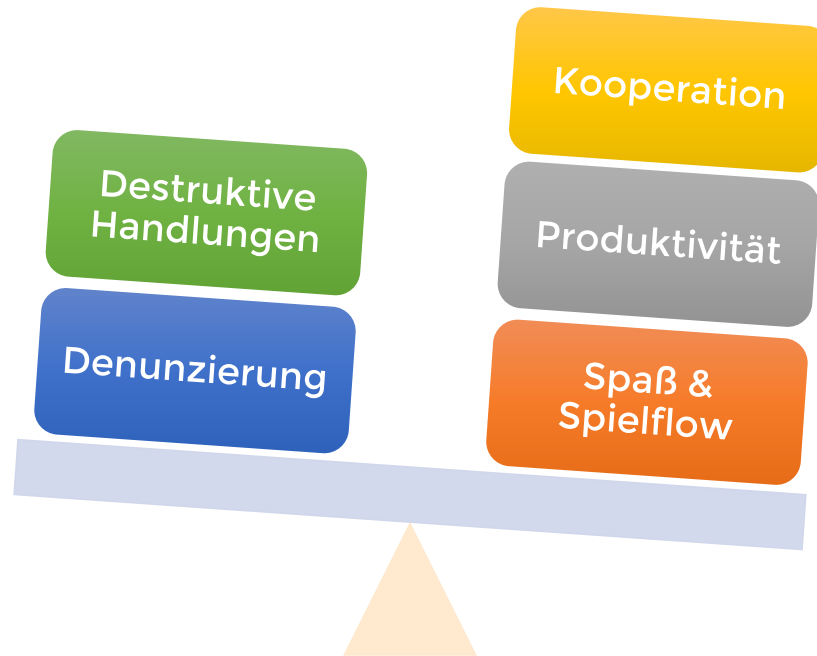 Destruktive
Handlungen
Denunzierung
Kooperation
Produktivität
Spaß &
Spielflow